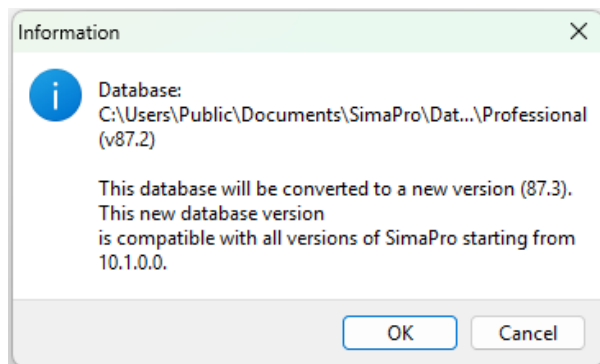 Information
Database:
C:\Users\Public\Documents\SimaPro\Dat...\Professional
(v87.2)
This database will be converted to a new version (87.3).
This new database version
is compatible with all versions of SimaPro starting from
10.1.0.0.
OK
Cancel